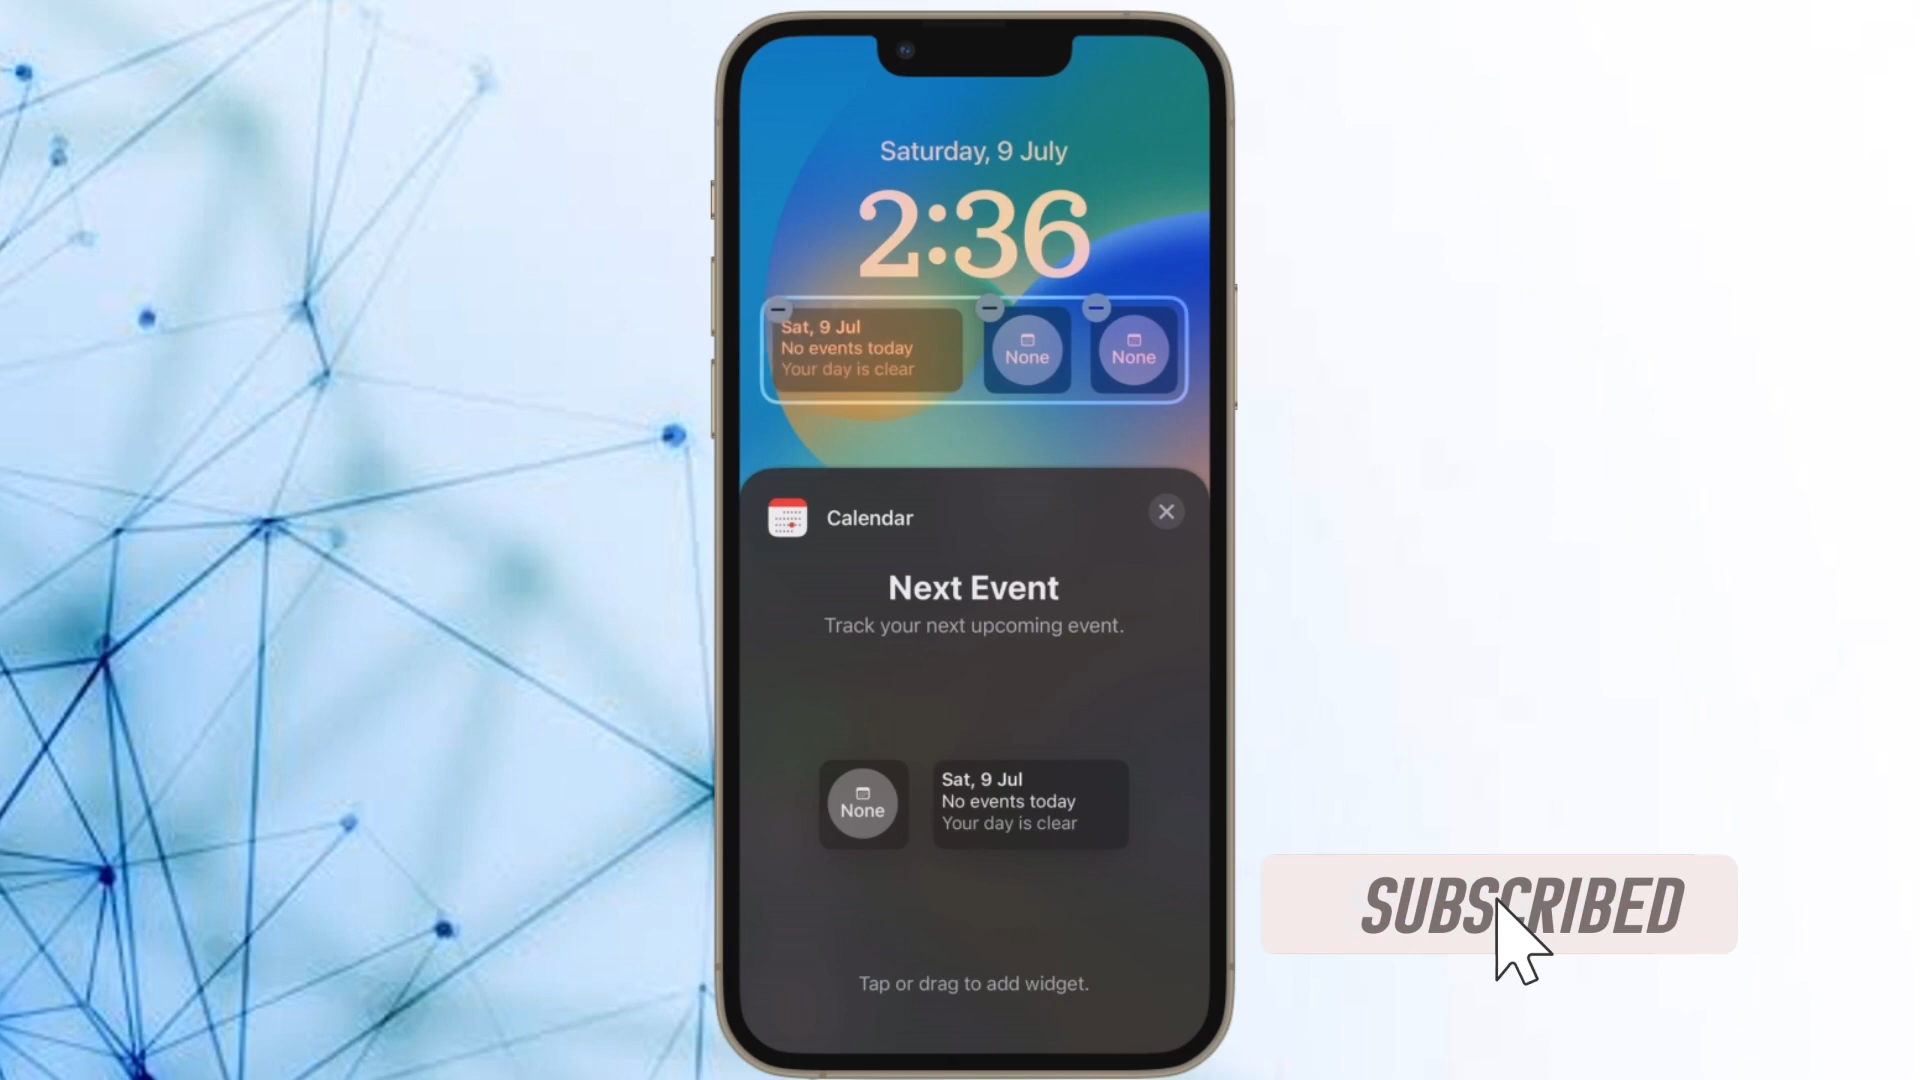 Saturday, 9 July
2:36
Sat, 9 Jul
No events today
Your day is clear
None
None
Calendar
Next Event
Track your next upcoming event.
None
Sat, 9 Jul
No events today
Your day is clear
Tap or drag to add widget.
SUBSCRIBED